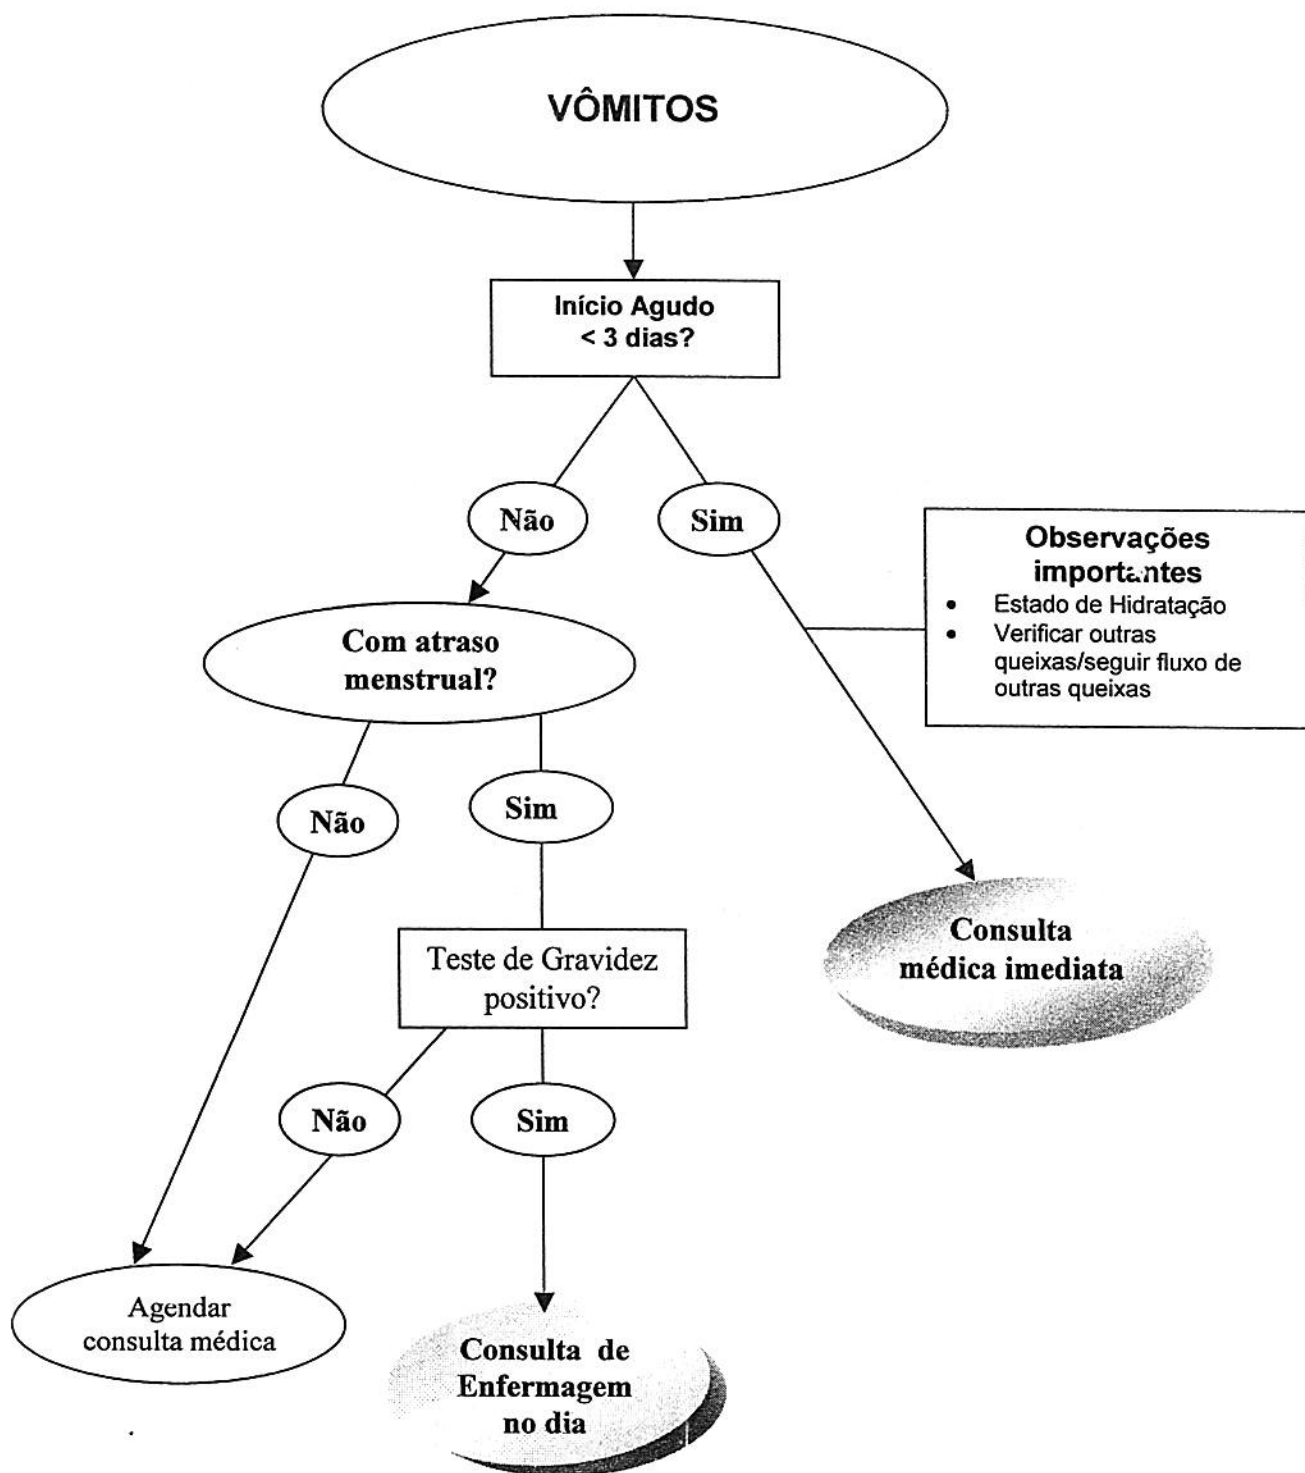 VÔMITOS
Início Agudo
< 3 dias?
Não
Sim
Observações
importantes
• Estado de Hidratação
• Verificar outras
queixas/seguir fluxo de
outras queixas
Com atraso
menstrual?
Não
Sim
Teste de Gravidez
positivo?
Consulta
médica imediata
Não
Sim
Agendar
consulta médica
Consulta de
Enfermagem
no dia